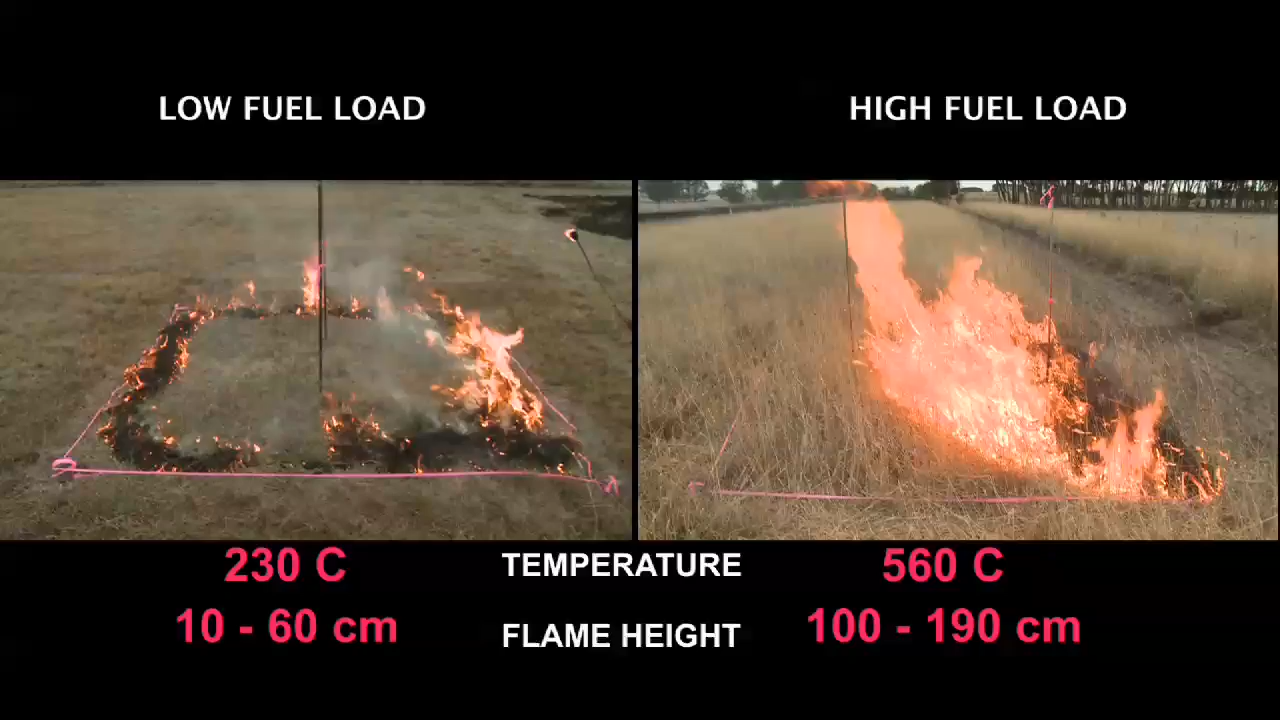 LOW FUEL LOAD
HIGH FUEL LOAD
230 C
TEMPERATURE
560 C
10 - 60 cm
FLAME HEIGHT
100 - 190 cm